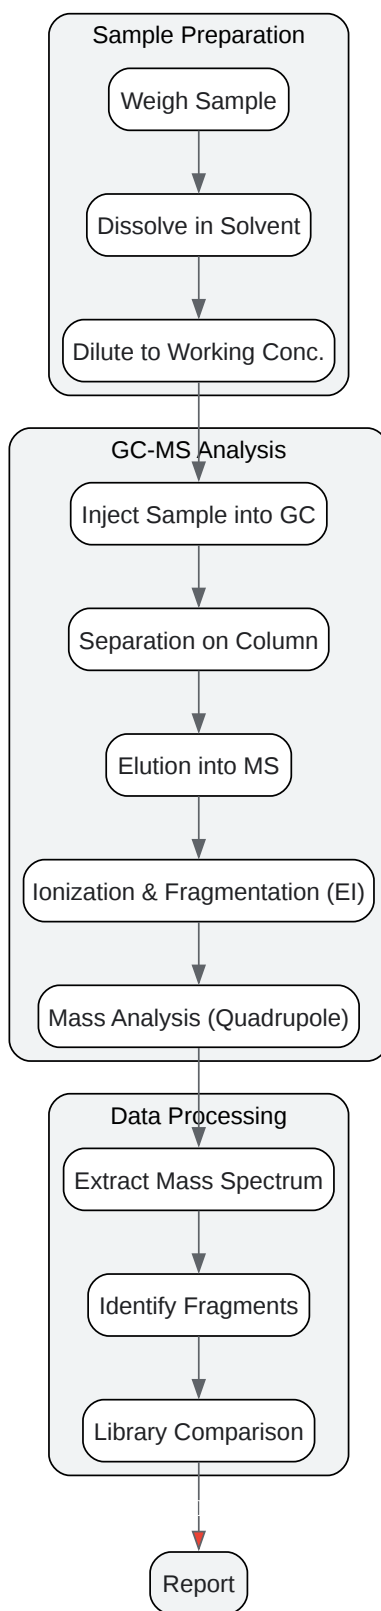 Sample Preparation
Weigh Sample
Dissolve in Solvent
Dilute to Working Conc.
GC-MS Analysis
Inject Sample into GC
Separation on Column
Elution into MS
Ionization & Fragmentation (EI)
Mass Analysis (Quadrupole)
Data Processing
Extract Mass Spectrum
Identify Fragments
Library Comparison
Report